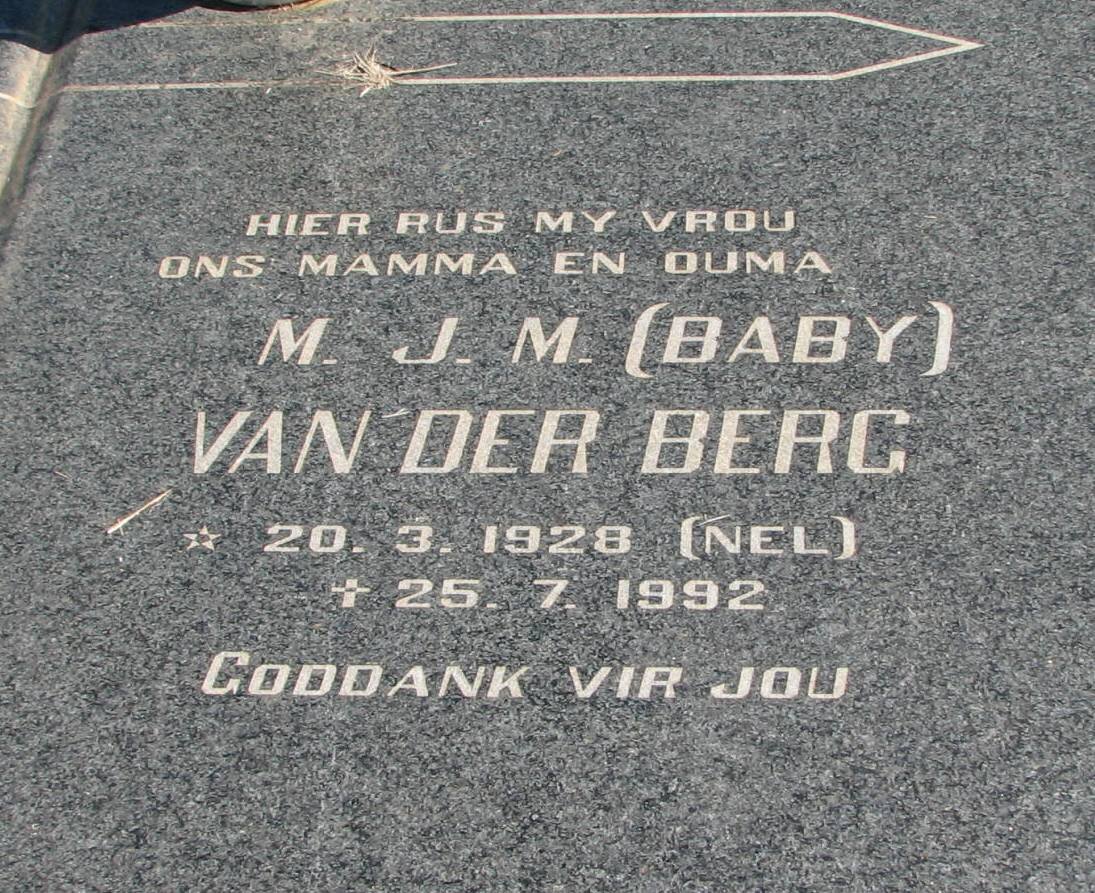 HIER RUS MY VROU
ONS MAMMA EN OUMA
M. J. M. (BABY)
VAN DER BERG
☆ 20. 3. 1928 (NEL)
✝ 25. 7. 1992
GODDANK VIR JOU